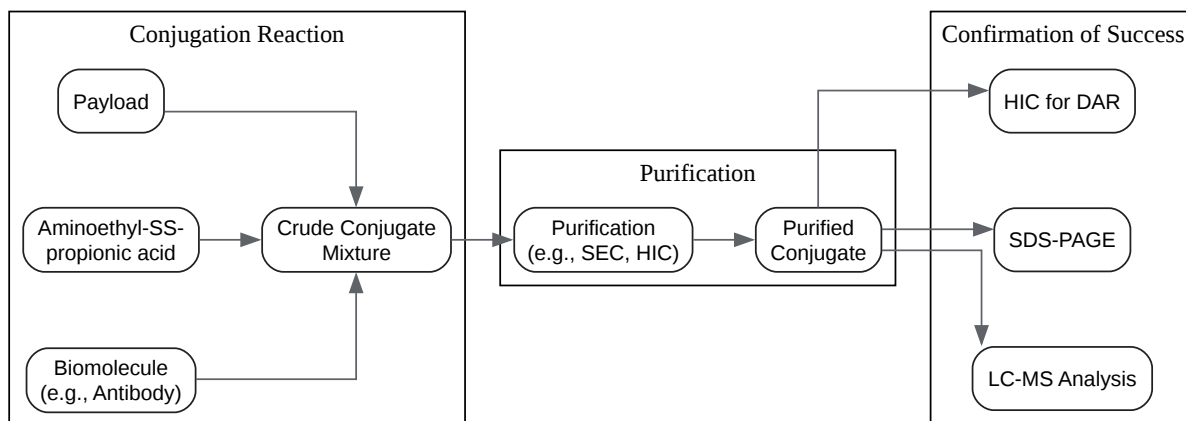 Conjugation Reaction
Payload
Aminoethyl-SS-
propionic acid
Crude Conjugate
Mixture
Biomolecule
(e.g., Antibody)
Purification
Purification
(e.g., SEC, HIC)
Purified
Conjugate
Confirmation of Success
HIC for DAR
SDS-PAGE
LC-MS Analysis